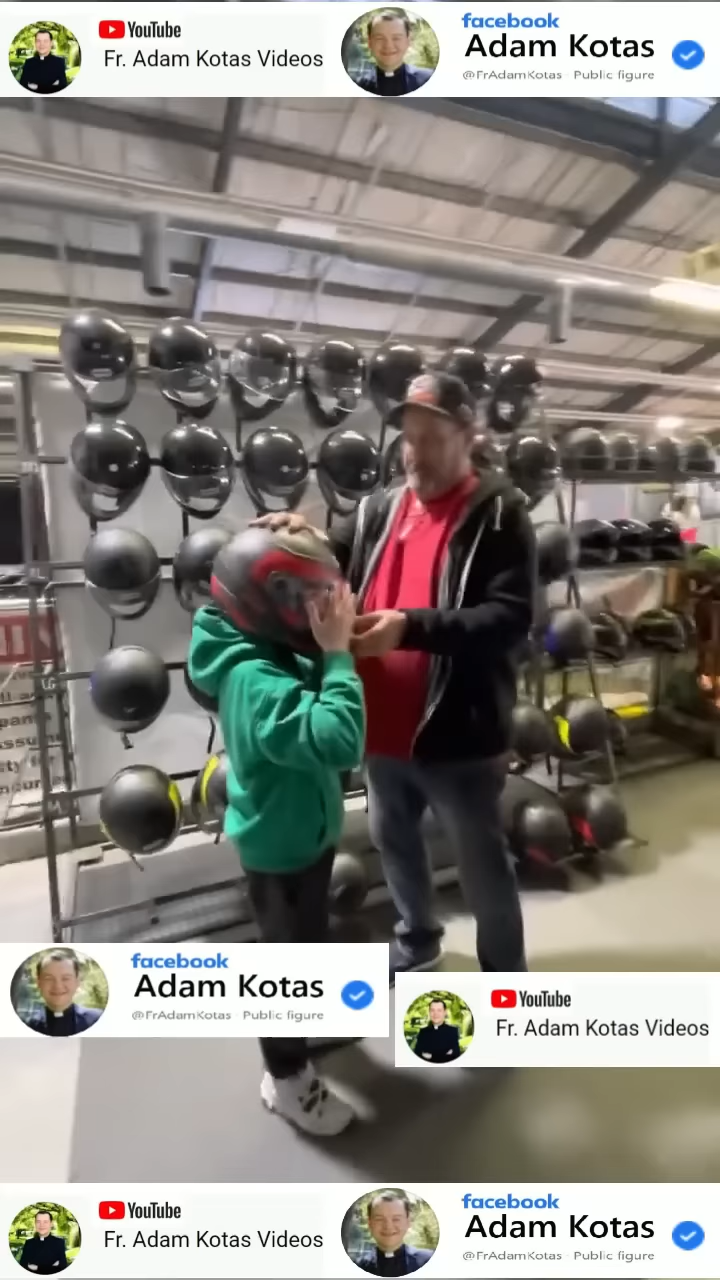 YouTube
Fr. Adam Kotas Videos
facebook
Adam Kotas
@FrAdamKotas · Public figure
LG
facebook
Adam Kotas
@FrAdamKotas · Public figure
YouTube
Fr. Adam Kotas Videos
YouTube
Fr. Adam Kotas Videos
facebook
Adam Kotas
@FrAdamKotas · Public figure